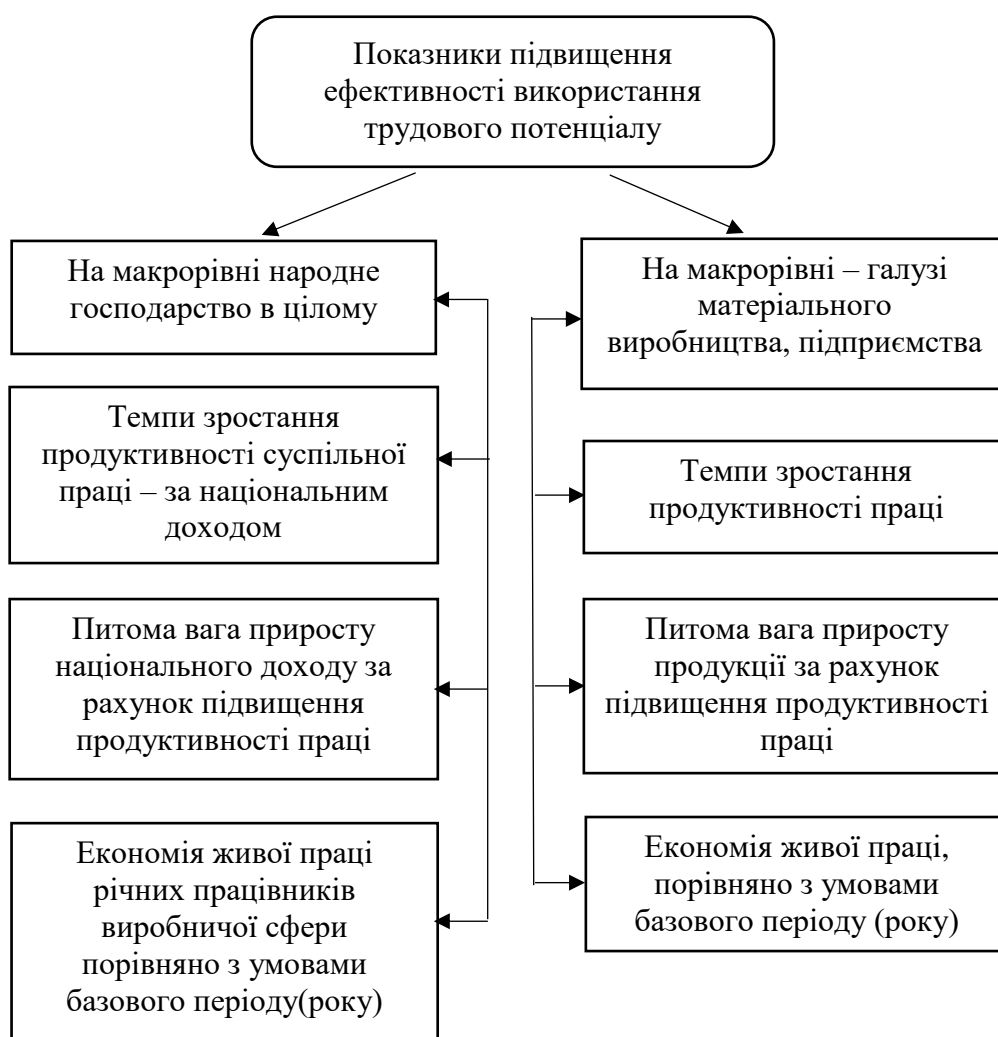 Показники підвищення
ефективності використання
трудового потенціалу
На макрорівні народне
господарство в цілому
Темпи зростання
продуктивності суспільної
праці – за національним
доходом
Питома вага приросту
національного доходу за
рахунок підвищення
продуктивності праці
Економія живої праці
річних працівників
виробничої сфери
порівняно з умовами
базового періоду(року)
На макрорівні – галузі
матеріального
виробництва, підприємства
Темпи зростання
продуктивності праці
Питома вага приросту
продукції за рахунок
підвищення продуктивності
праці
Економія живої праці,
порівняно з умовами
базового періоду (року)